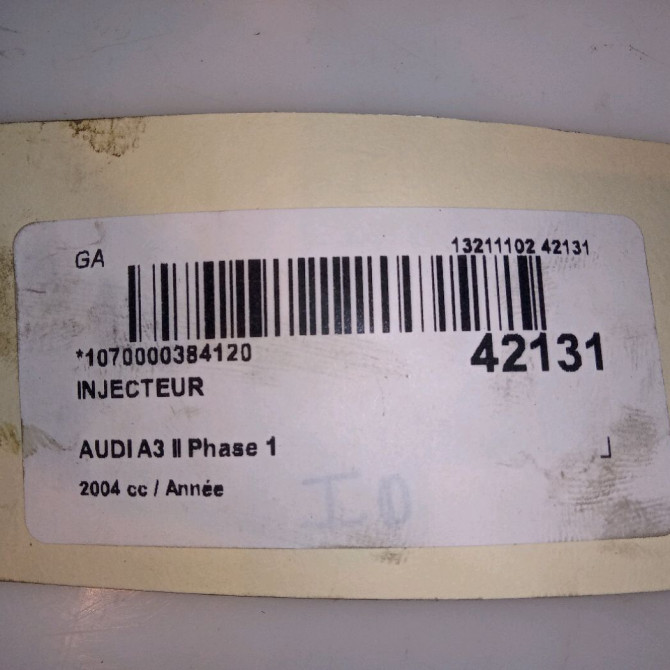 GA
13211102 42131
*1070000384120
42131
INJECTEUR
AUDI A3 II Phase 1
2004 cc / Année